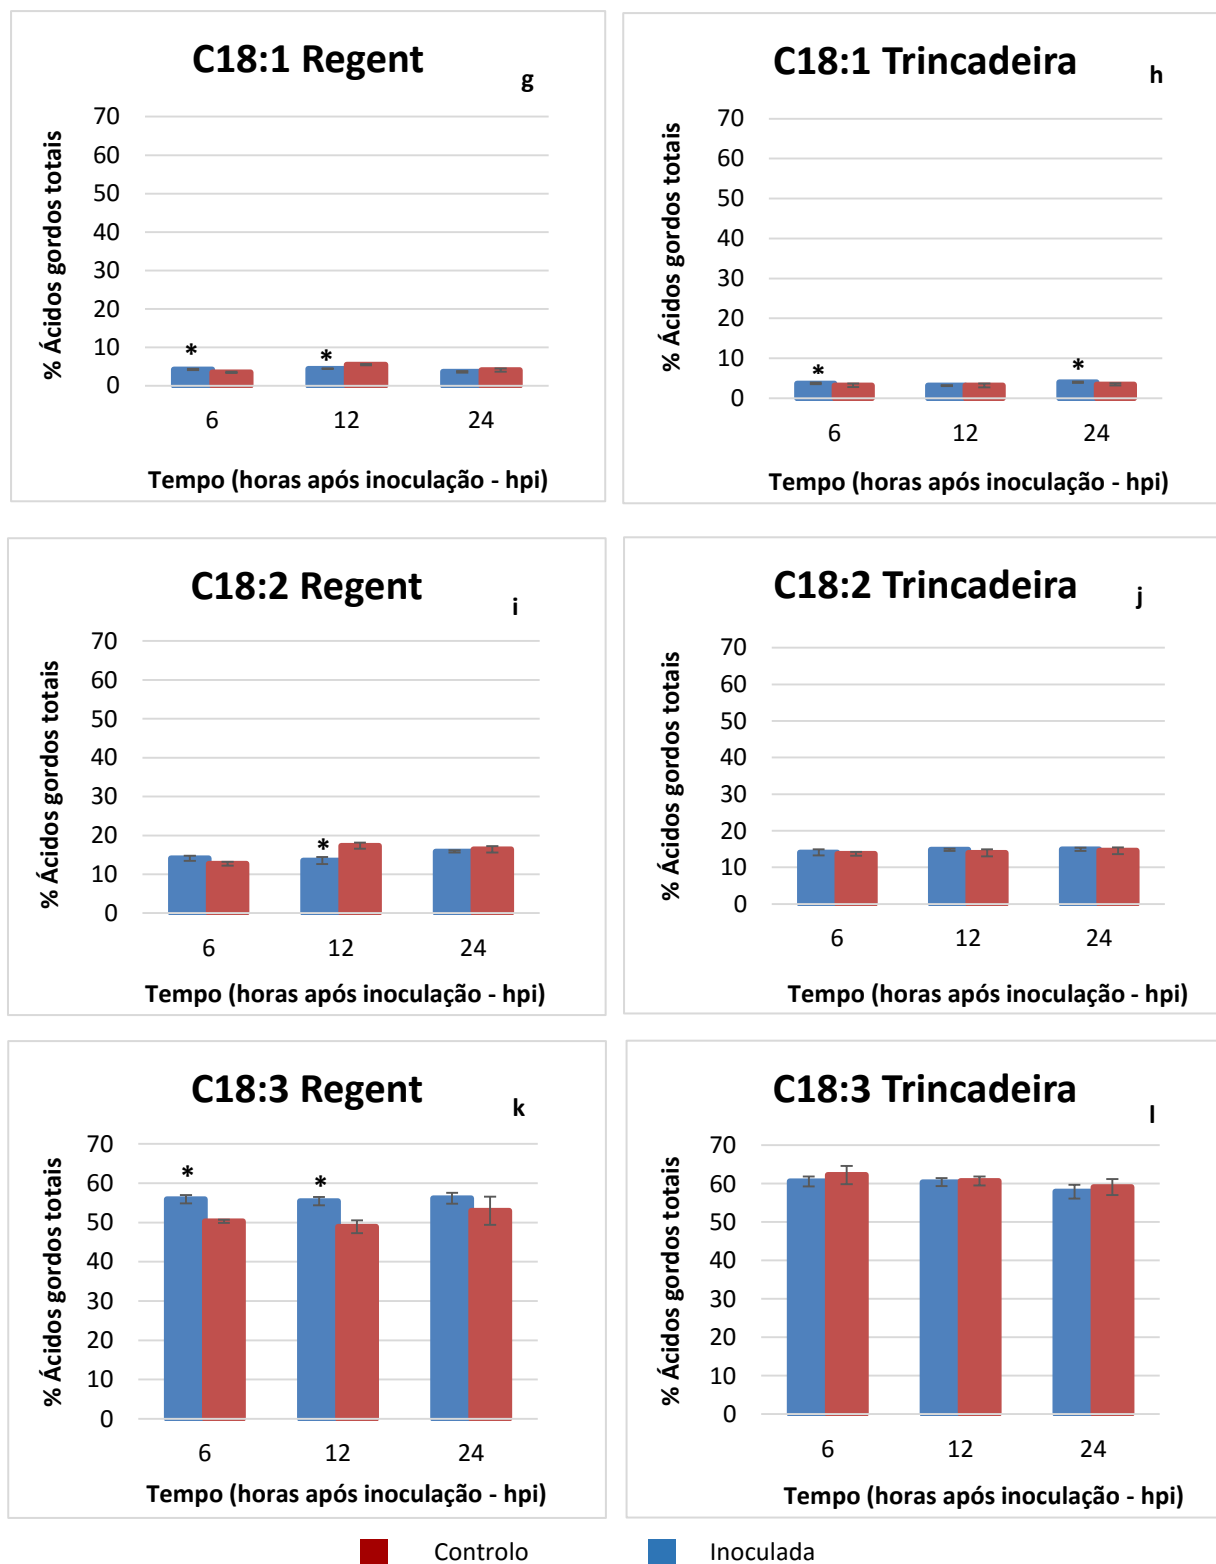 C18:1 Regent
g
% Ácidos gordos totais
70
60
50
40
30
20
10
0
*
*
6 12 24
Tempo (horas após inoculação - hpi)
C18:1 Trincadeira
h
% Ácidos gordos totais
70
60
50
40
30
20
10
0
*
*
6 12 24
Tempo (horas após inoculação - hpi)
C18:2 Regent
i
% Ácidos gordos totais
70
60
50
40
30
20
10
0
*
6 12 24
Tempo (horas após inoculação - hpi)
C18:2 Trincadeira
j
% Ácidos gordos totais
70
60
50
40
30
20
10
0
6 12 24
Tempo (horas após inoculação - hpi)
C18:3 Regent
k
% Ácidos gordos totais
70
60
50
40
30
20
10
0
*
*
6 12 24
Tempo (horas após inoculação - hpi)
C18:3 Trincadeira
l
% Ácidos gordos totais
70
60
50
40
30
20
10
0
6 12 24
Tempo (horas após inoculação - hpi)
Controlo Inoculada